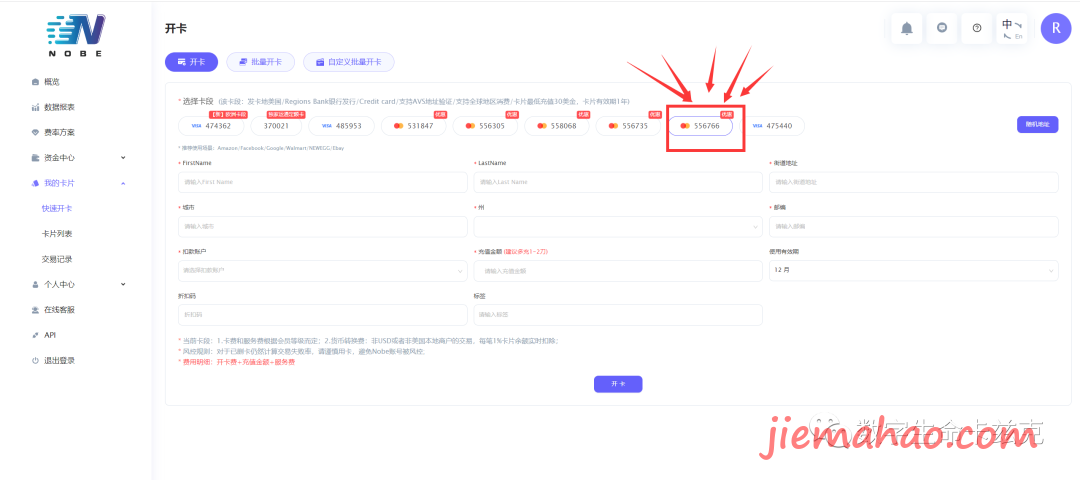 NOBE
开卡
中
En
R
概览
数据报表
费率方案
资金中心
我的卡片
快速开卡
卡片列表
交易记录
个人中心
在线客服
API
退出登录
开卡 批量开卡 自定义批量开卡
* 选择卡段 (该卡段：发卡地美国/Regions Bank银行发行/Credit card/支持AVS地址验证/支持全球地区消费/卡片最低充值30美金，卡片有效期1年)
VISA 474362 370021 VISA 485953 531847 优惠 556305 优惠 558068 优惠 556735 优惠 556766 优惠 VISA 475440
随机地址
* 推荐使用场景：Amazon/Facebook/Google/Walmart/NEWEGG/Ebay
* FirstName * LastName * 街道地址
请输入First Name 请输入Last Name 请输入街道地址
* 城市 * 州 * 邮编
请输入城市 请输入邮编
* 扣款账户 * 充值金额 (建议多充1-2刀) 使用有效期
请选择扣款账户 请输入充值金额 12 月
折扣码 标签
折扣码 请输入标签
* 当前卡段：1.卡费和服务费根据会员等级而定；2.货币转换费：非USD或者非美国本地商户的交易，每笔1%卡片余额实时扣除；
* 风控规则：对于已删卡仍然计算交易失败率，请谨慎用卡，避免Nobe账号被风控.
* 费用明细：开卡费+充值金额+服务费
开 卡
数字生命卡兹克
jiemahao.com